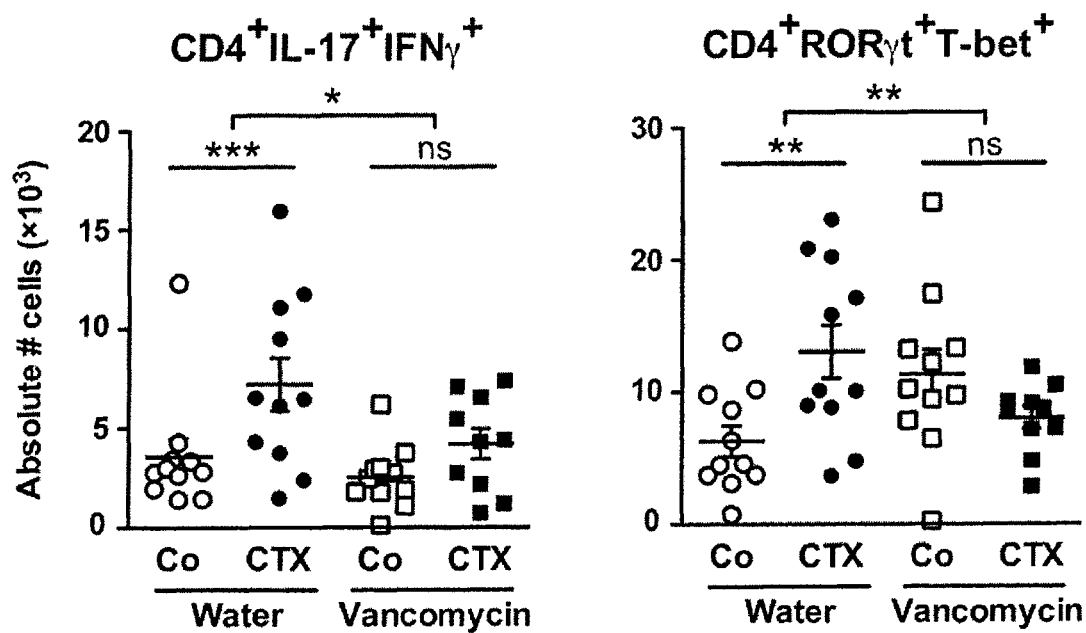 CD4+IL-17+IFNγ+
*
*** ns
Absolute # cells (×10³)
20
15
10
5
0
Co CTX Co CTX
Water Vancomycin
CD4+RORγt+T-bet+
**
** ns
30
20
10
0
Co CTX Co CTX
Water Vancomycin